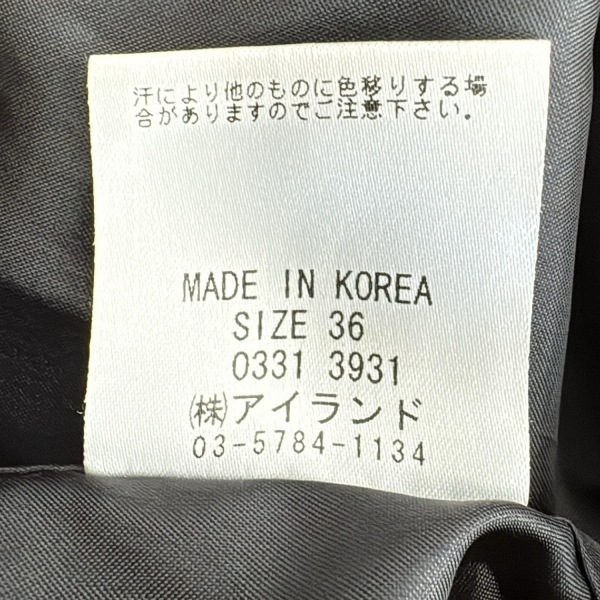 汗により他のものに色移りする場
合がありますのでご注意下さい。
MADE IN KOREA
SIZE 36
0331 3931
㈱アイランド
03-5784-1134